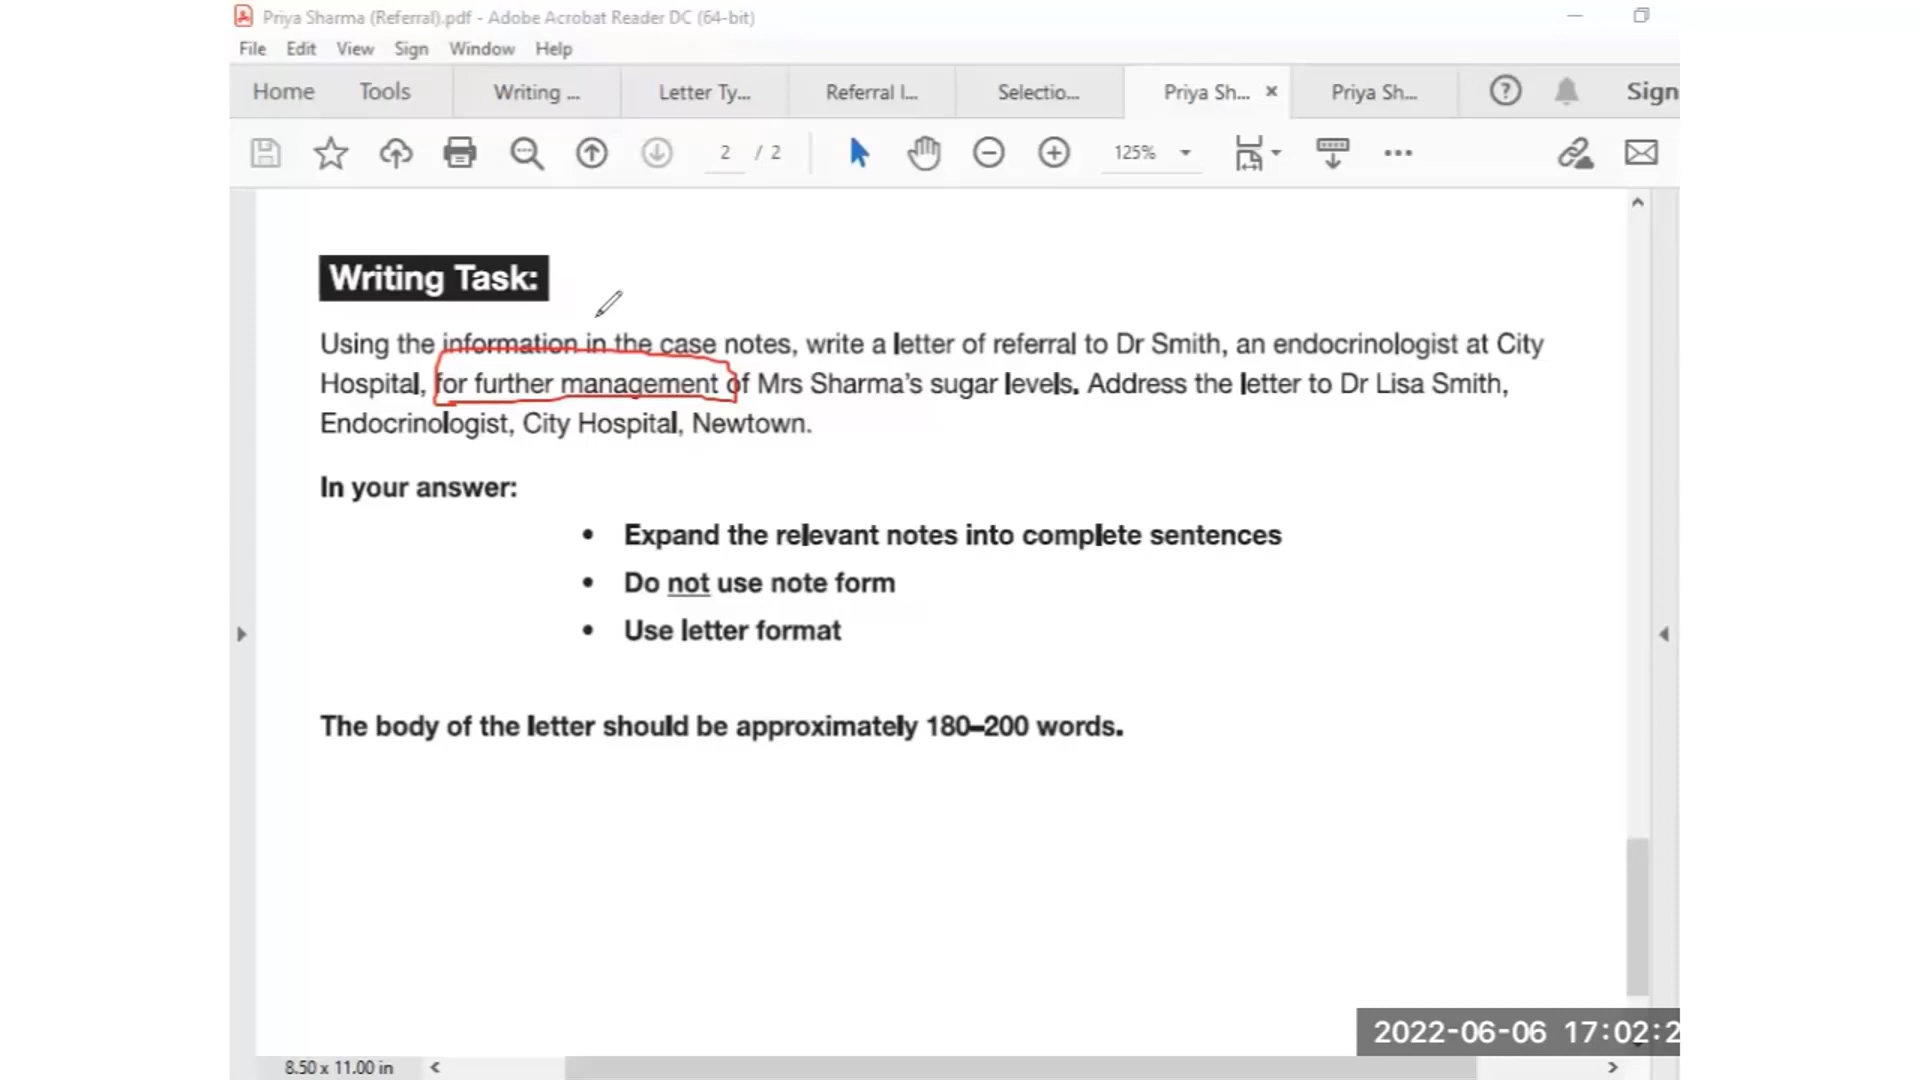 Priya Sharma (Referral).pdf - Adobe Acrobat Reader DC (64-bit)
File Edit View Sign Window Help
Home Tools Writing ... Letter Ty... Referral I... Selectio... Priya Sh... × Priya Sh... Sign
2 / 2 125%
Writing Task:
Using the information in the case notes, write a letter of referral to Dr Smith, an endocrinologist at City
Hospital, for further management of Mrs Sharma's sugar levels. Address the letter to Dr Lisa Smith,
Endocrinologist, City Hospital, Newtown.
In your answer:
• Expand the relevant notes into complete sentences
• Do not use note form
• Use letter format
The body of the letter should be approximately 180–200 words.
2022-06-06 17:02:2
8.50 x 11.00 in